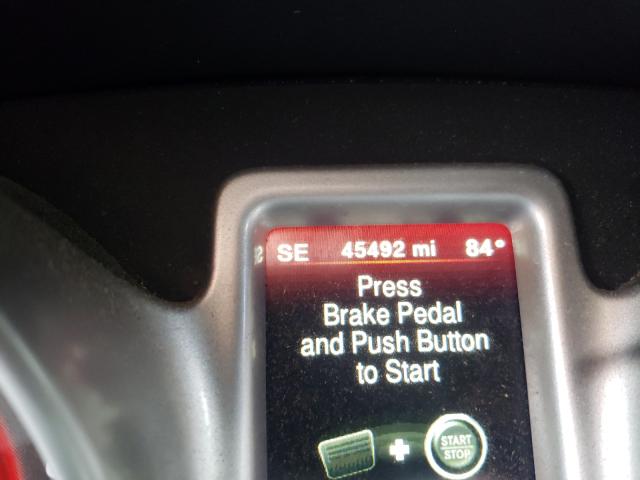 SE 45492 mi 84°
Press
Brake Pedal
and Push Button
to Start
START
STOP